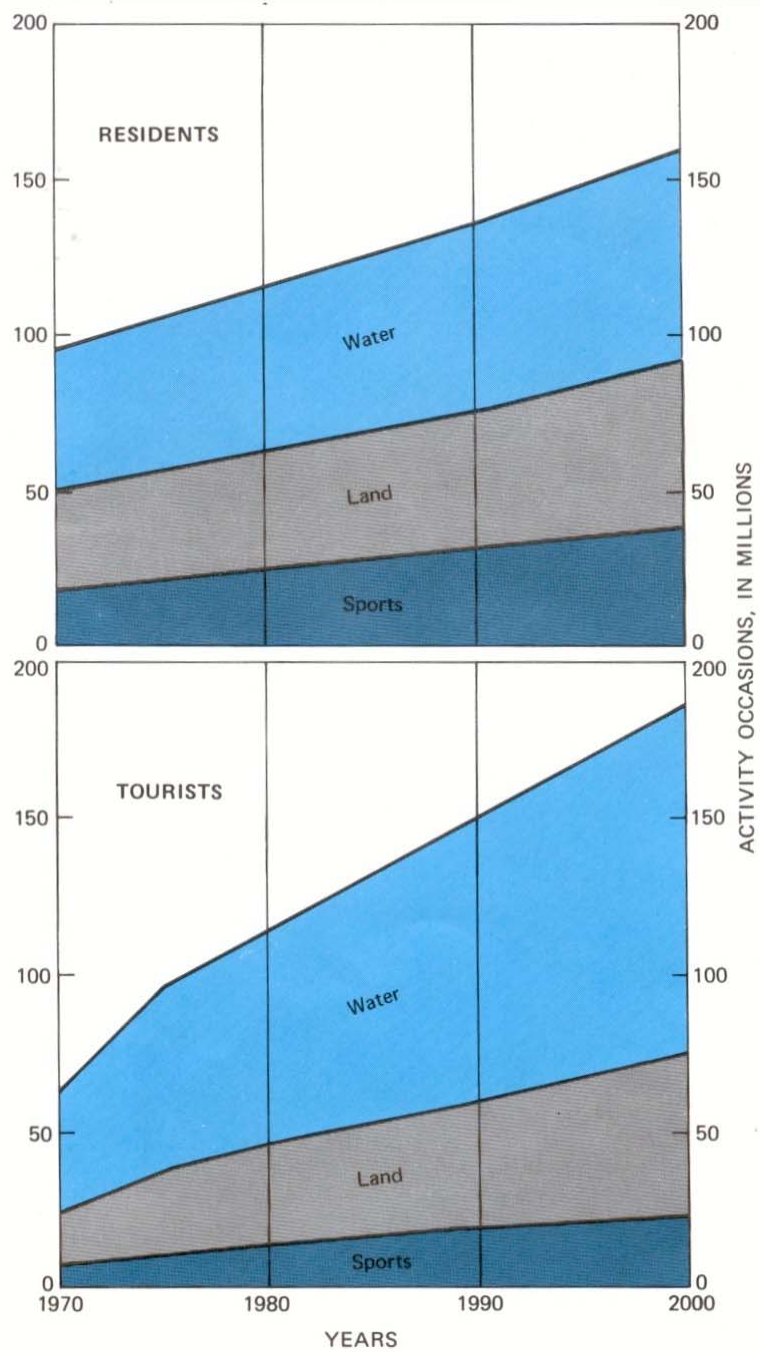 200 200
RESIDENTS
150 150
100 100
Water
50 50
Land
Sports
0 0
200 200
TOURISTS
150 150
100 100
Water
50 50
Land
Sports
0 0
1970 1980 1990 2000
YEARS
ACTIVITY OCCASIONS, IN MILLIONS